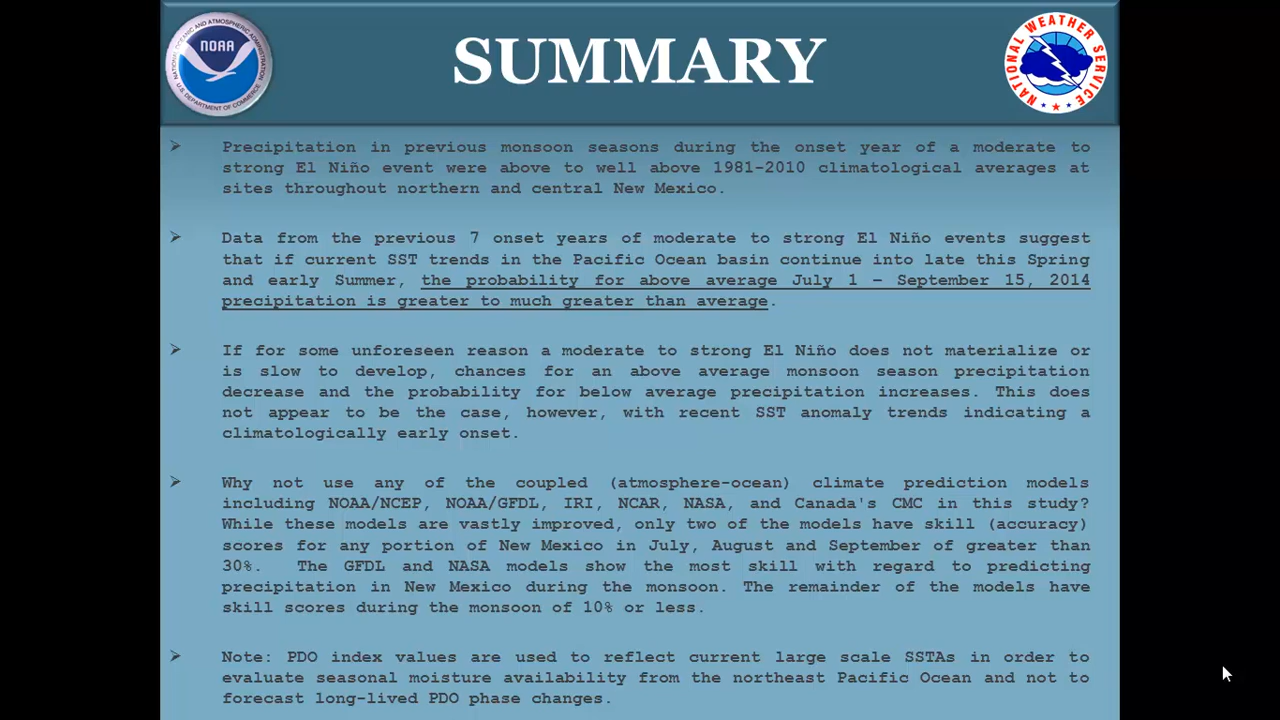 SUMMARY
NOAA
NATIONAL OCEANIC AND ATMOSPHERIC ADMINISTRATION
U.S. DEPARTMENT OF COMMERCE
NATIONAL WEATHER SERVICE
Precipitation in previous monsoon seasons during the onset year of a moderate to
strong El Niño event were above to well above 1981-2010 climatological averages at
sites throughout northern and central New Mexico.
Data from the previous 7 onset years of moderate to strong El Niño events suggest
that if current SST trends in the Pacific Ocean basin continue into late this Spring
and early Summer, the probability for above average July 1 – September 15, 2014
precipitation is greater to much greater than average.
If for some unforeseen reason a moderate to strong El Niño does not materialize or
is slow to develop, chances for an above average monsoon season precipitation
decrease and the probability for below average precipitation increases. This does
not appear to be the case, however, with recent SST anomaly trends indicating a
climatologically early onset.
Why not use any of the coupled (atmosphere-ocean) climate prediction models
including NOAA/NCEP, NOAA/GFDL, IRI, NCAR, NASA, and Canada's CMC in this study?
While these models are vastly improved, only two of the models have skill (accuracy)
scores for any portion of New Mexico in July, August and September of greater than
30%. The GFDL and NASA models show the most skill with regard to predicting
precipitation in New Mexico during the monsoon. The remainder of the models have
skill scores during the monsoon of 10% or less.
Note: PDO index values are used to reflect current large scale SSTAs in order to
evaluate seasonal moisture availability from the northeast Pacific Ocean and not to
forecast long-lived PDO phase changes.